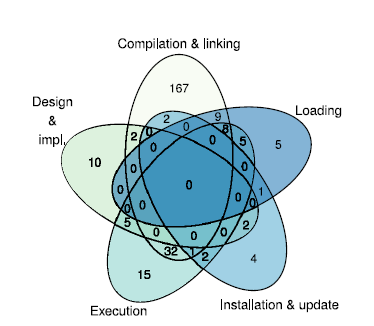 Compilation & linking
167
Design
&
impl.
Loading
2 9
2 0 0 8
0 0 5
5
10
0
0
0
0 1
0 0 0 0
5 2
0 0 0
32 1 2
15
4
Execution
Installation & update